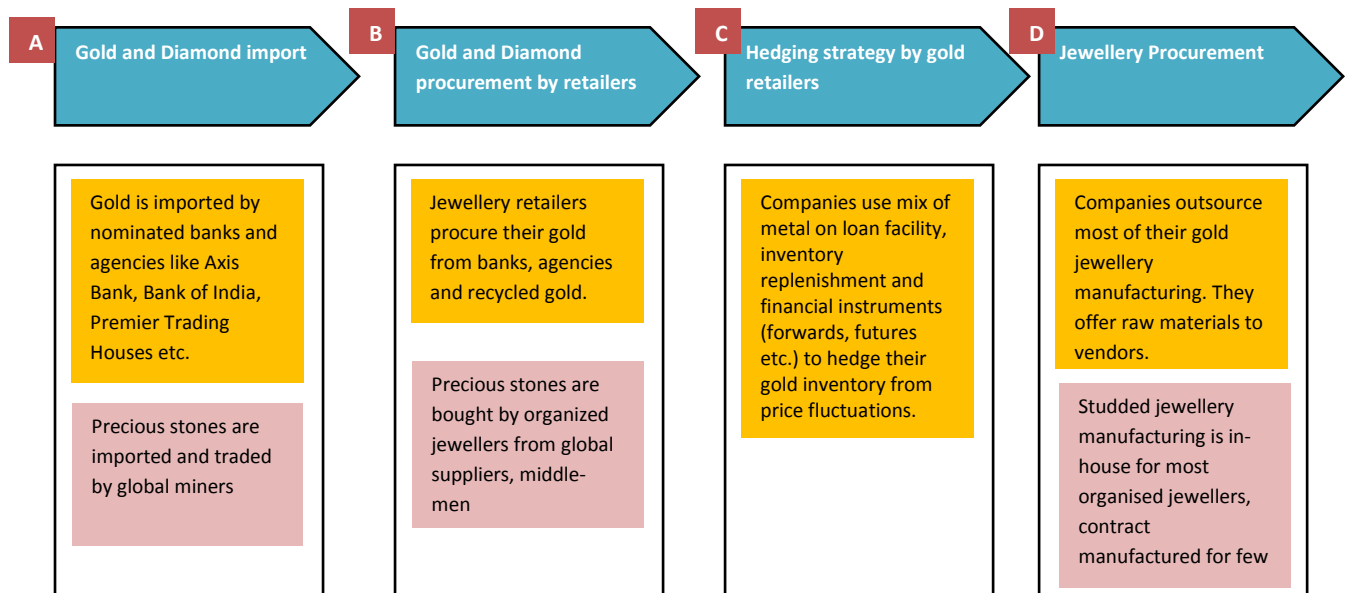 A
Gold and Diamond import
Gold is imported by
nominated banks and
agencies like Axis
Bank, Bank of India,
Premier Trading
Houses etc.
Precious stones are
imported and traded
by global miners
B
Gold and Diamond
procurement by retailers
Jewellery retailers
procure their gold
from banks, agencies
and recycled gold.
Precious stones are
bought by organized
jewellers from global
suppliers, middle-
men
C
Hedging strategy by gold
retailers
Companies use mix of
metal on loan facility,
inventory
replenishment and
financial instruments
(forwards, futures
etc.) to hedge their
gold inventory from
price fluctuations.
D
Jewellery Procurement
Companies outsource
most of their gold
jewellery
manufacturing. They
offer raw materials to
vendors.
Studded jewellery
manufacturing is in-
house for most
organised jewellers,
contract
manufactured for few